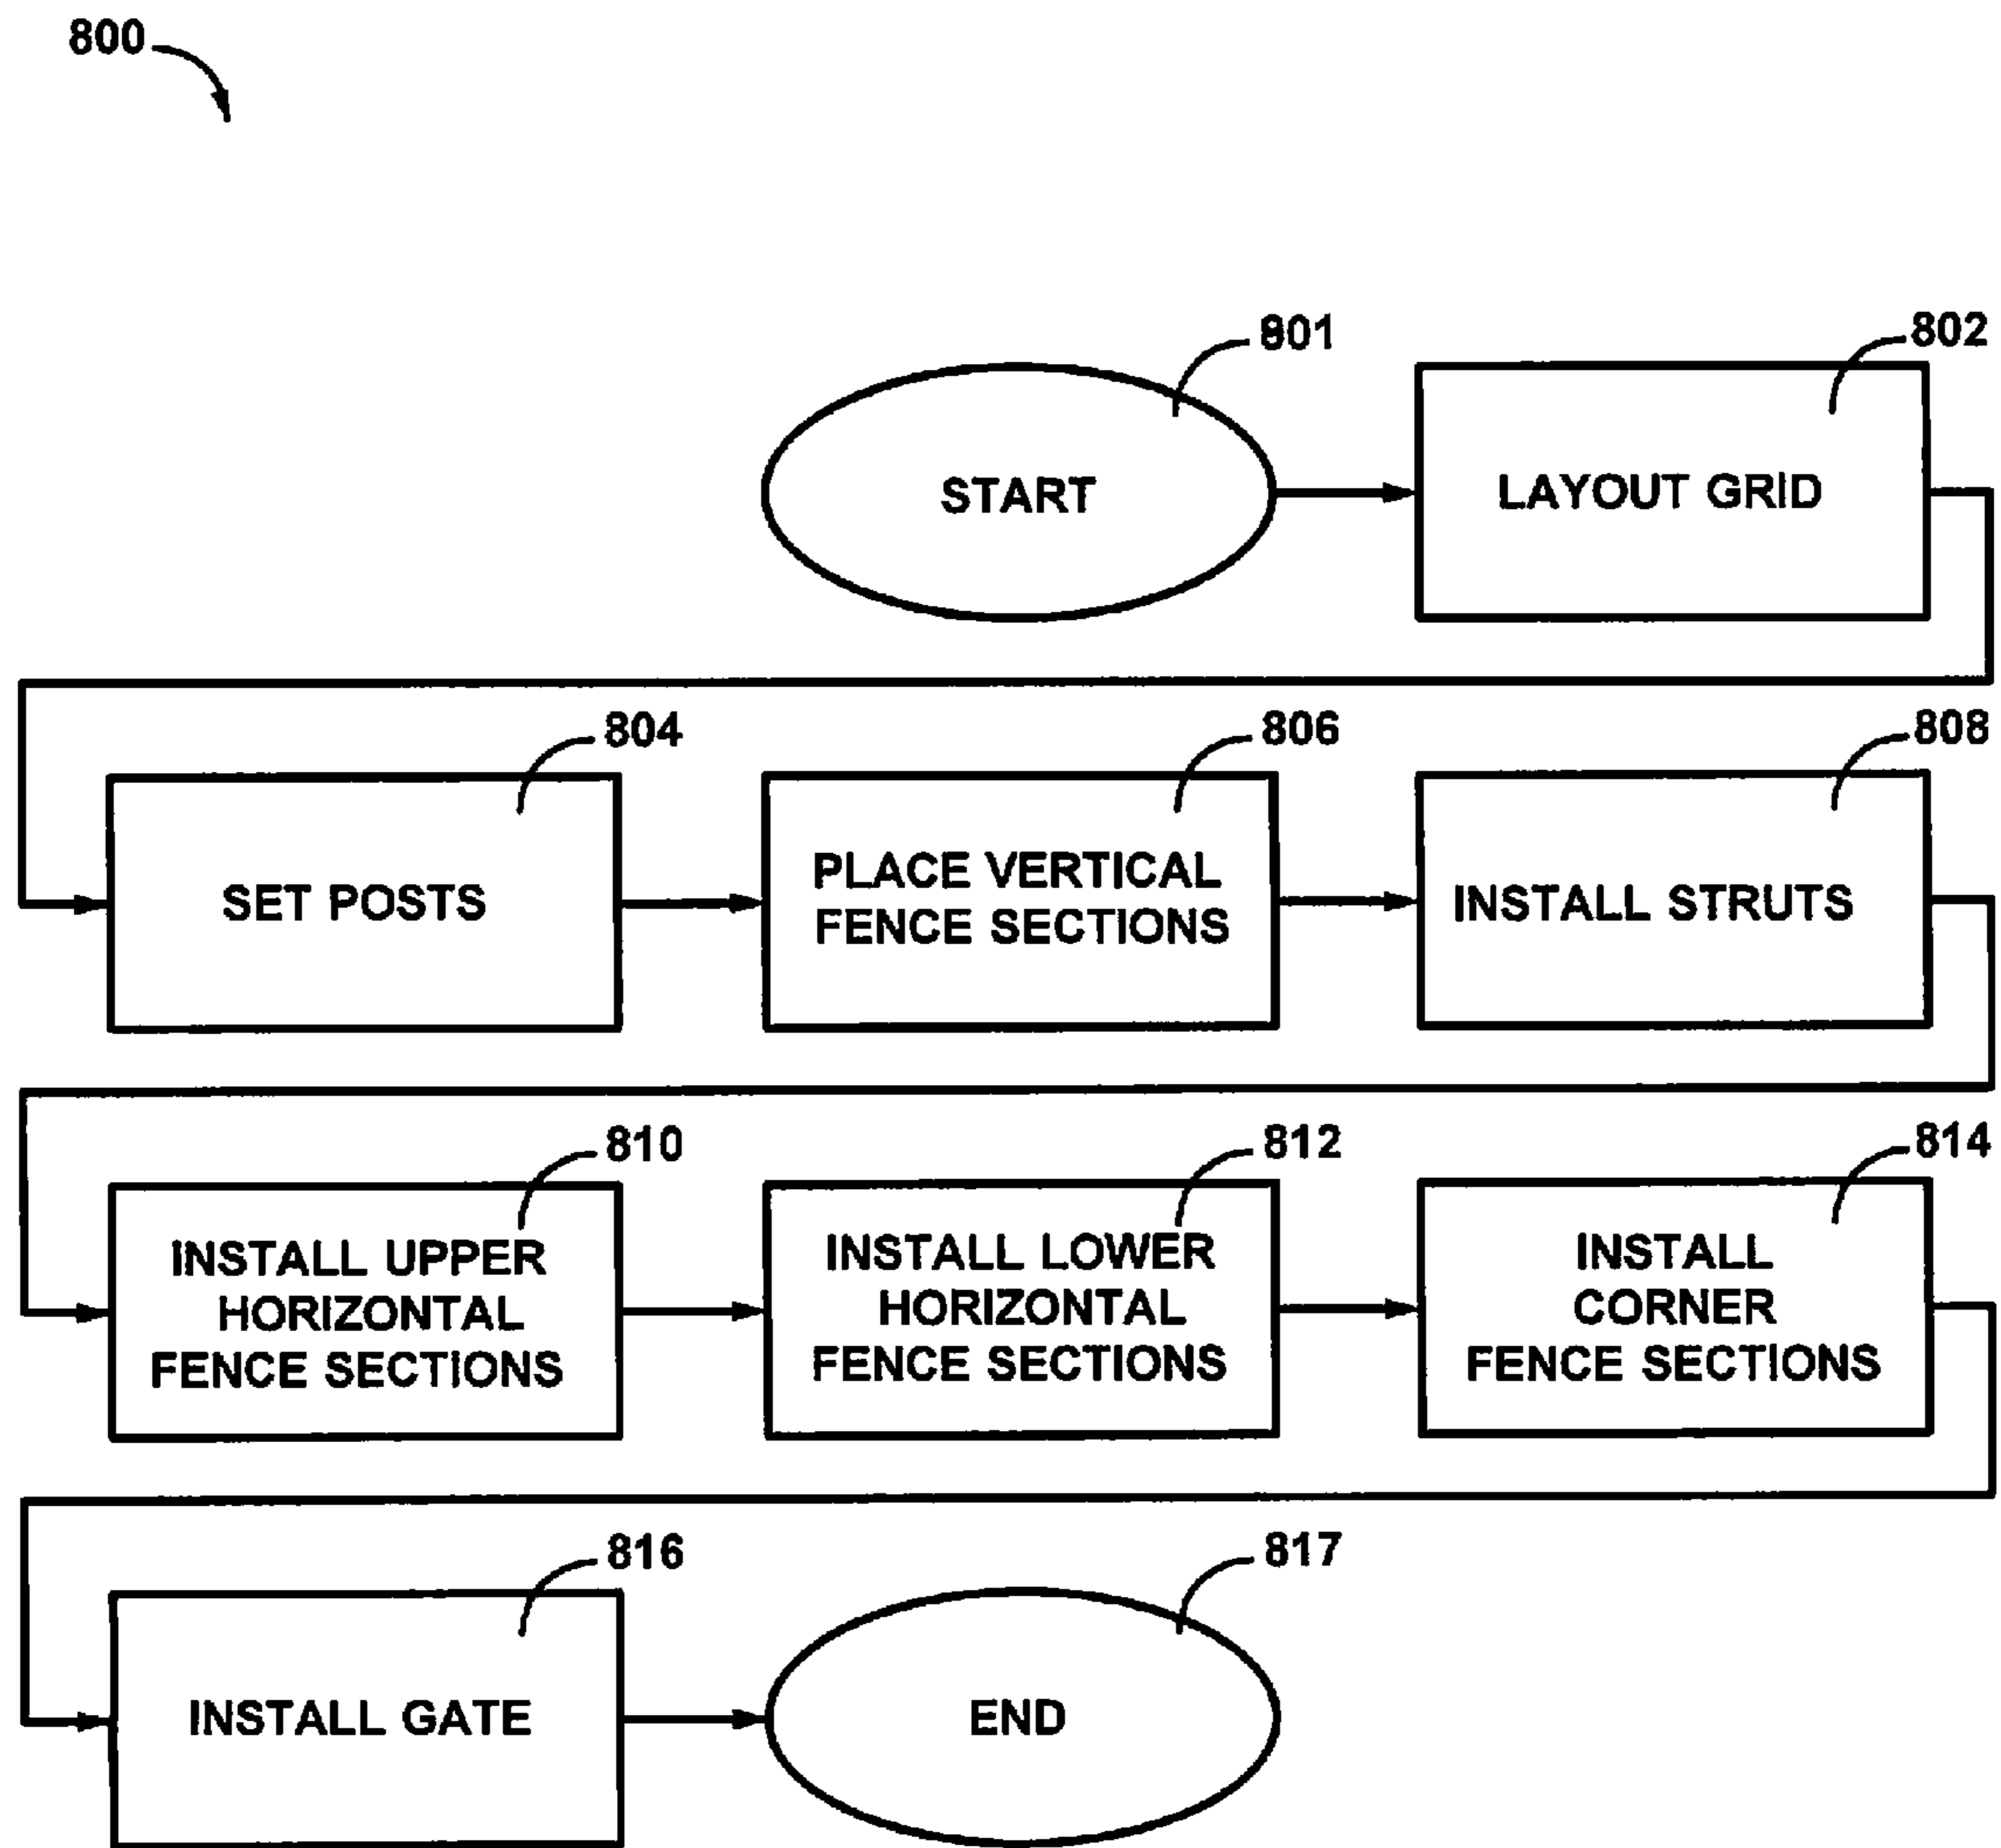 800
801
802
START
LAYOUT GRID
804
806
808
SET POSTS
PLACE VERTICAL
FENCE SECTIONS
INSTALL STRUTS
810
812
814
INSTALL UPPER
HORIZONTAL
FENCE SECTIONS
INSTALL LOWER
HORIZONTAL
FENCE SECTIONS
INSTALL
CORNER
FENCE SECTIONS
816
817
INSTALL GATE
END